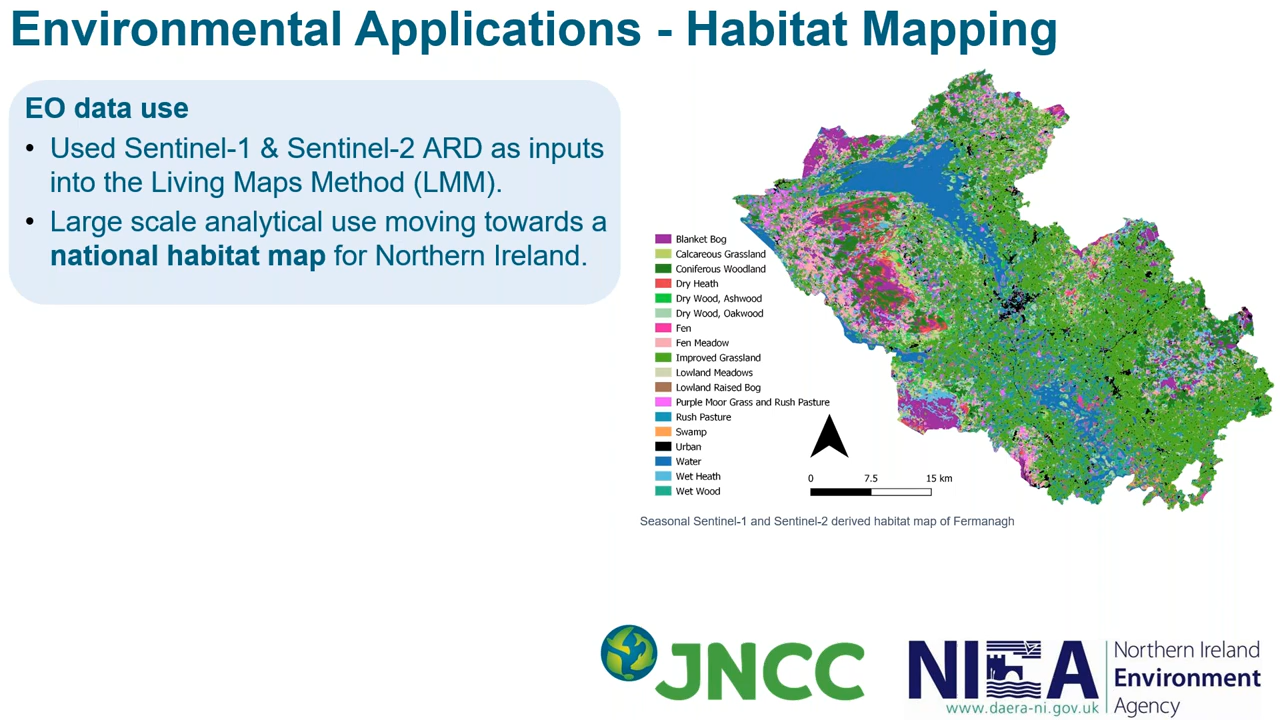 Environmental Applications - Habitat Mapping
EO data use
• Used Sentinel-1 & Sentinel-2 ARD as inputs
into the Living Maps Method (LMM).
• Large scale analytical use moving towards a
national habitat map for Northern Ireland.
Blanket Bog
Calcareous Grassland
Coniferous Woodland
Dry Heath
Dry Wood, Ashwood
Dry Wood, Oakwood
Fen
Fen Meadow
Improved Grassland
Lowland Meadows
Lowland Raised Bog
Purple Moor Grass and Rush Pasture
Rush Pasture
Swamp
Urban
Water
Wet Heath
Wet Wood
0 7.5 15 km
Seasonal Sentinel-1 and Sentinel-2 derived habitat map of Fermanagh
JNCC
NIEA
www.daera-ni.gov.uk
Northern Ireland
Environment
Agency